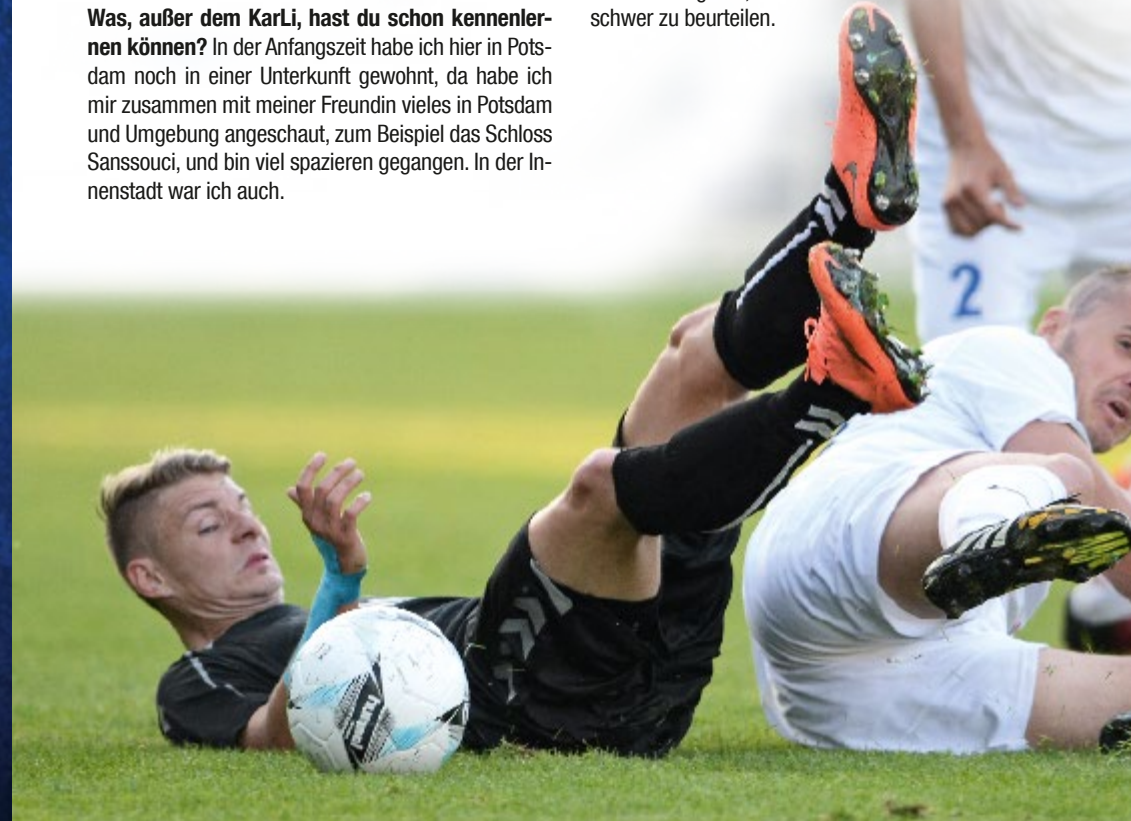 Was, außer dem KarLi, hast du schon kennenler-
nen können? In der Anfangszeit habe ich hier in Pots-
dam noch in einer Unterkunft gewohnt, da habe ich
mir zusammen mit meiner Freundin vieles in Potsdam
und Umgebung angeschaut, zum Beispiel das Schloss
Sanssouci, und bin viel spazieren gegangen. In der In-
nenstadt war ich auch.
schwer zu beurteilen.
2